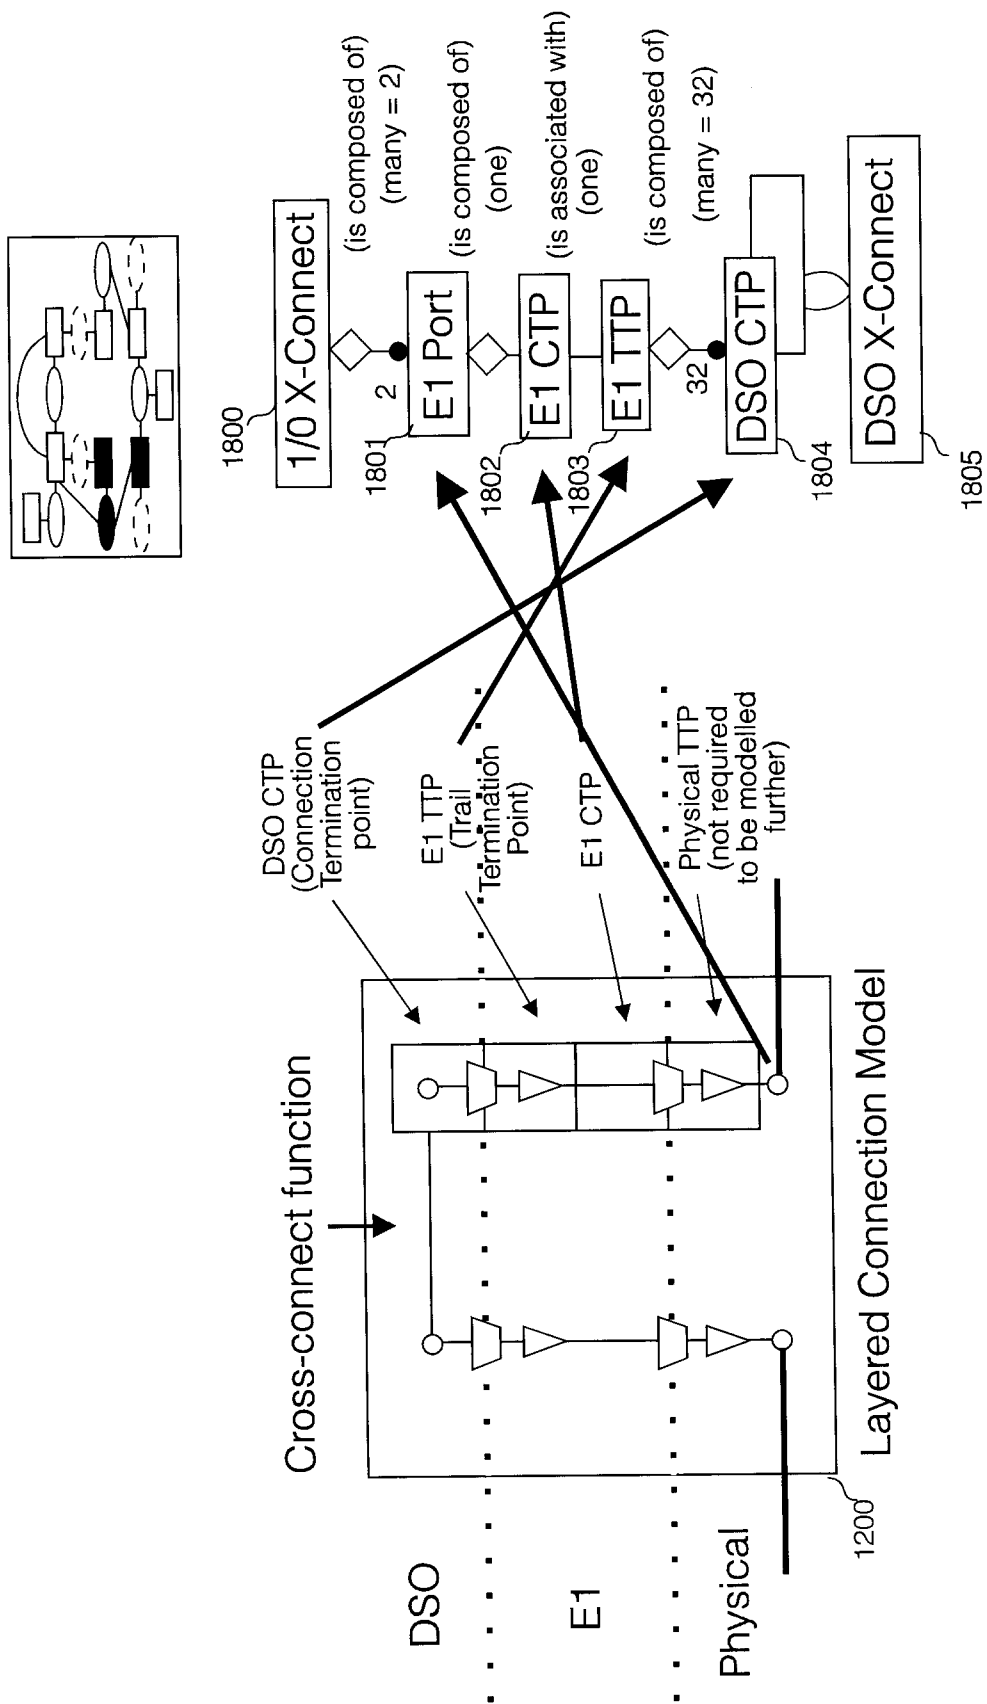 1/0 X-Connect
1800
(is composed of)
(many = 2)
2
E1 Port
1801
(is composed of)
(one)
E1 CTP
1802
(is associated with)
(one)
E1 TTP
1803
(is composed of)
(many = 32)
32
DSO CTP
1804
DSO X-Connect
1805
Cross-connect function
DSO CTP
(Connection
Termination
point)
E1 TTP
(Trail
Termination
Point)
E1 CTP
Physical TTP
(not required
to be modelled
further)
DSO
E1
Physical
1200
Layered Connection Model